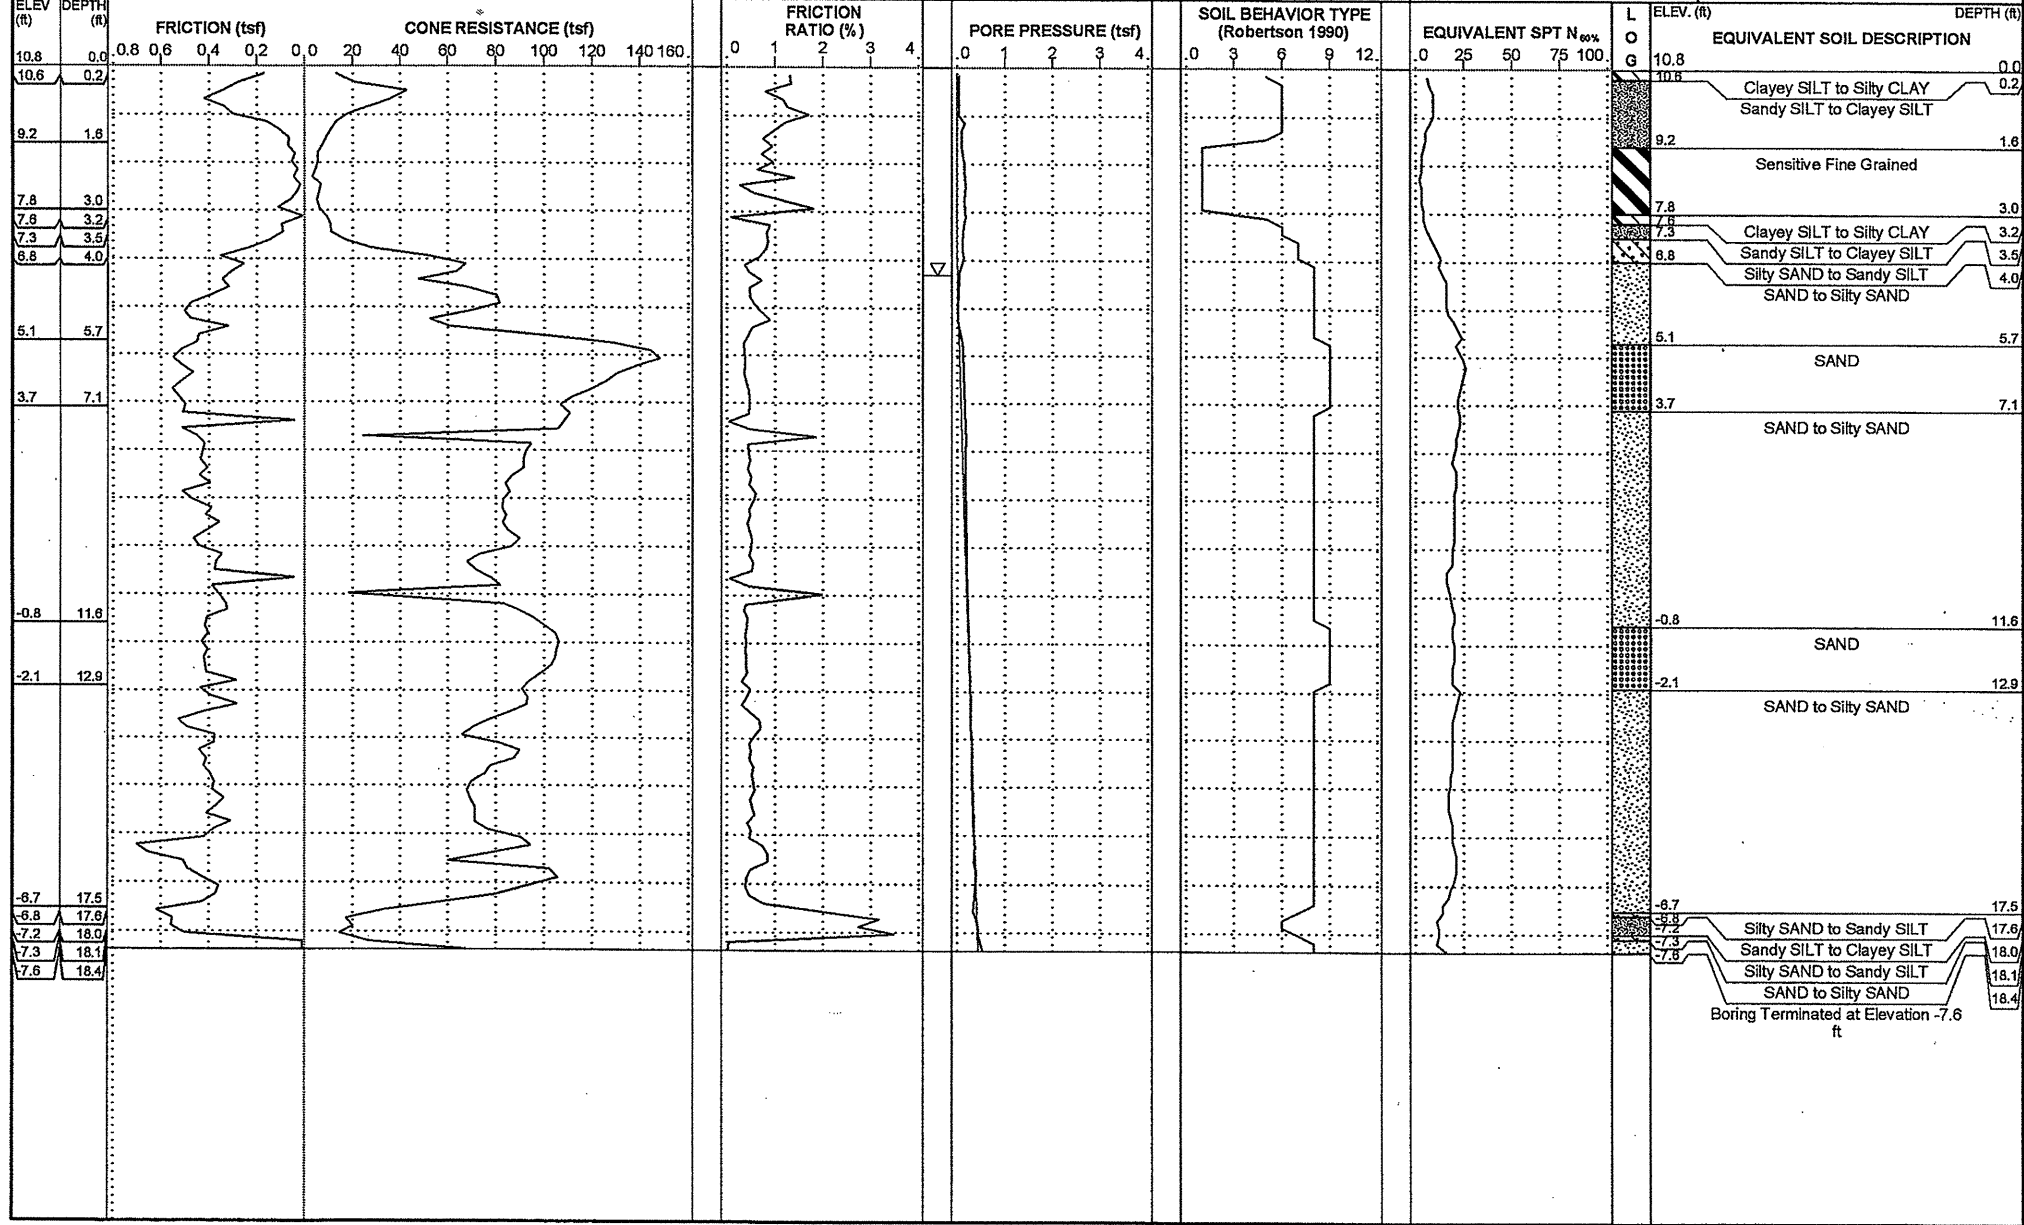 ELEV (ft)
DEPTH (ft)
FRICTION (tsf)
0.8 0,6 0,4 0,2 0,0
CONE RESISTANCE (tsf)
0 20 40 60 80 100 120 140 160
FRICTION
RATIO (%)
0 1 2 3 4
PORE PRESSURE (tsf)
0 1 2 3 4
SOIL BEHAVIOR TYPE
(Robertson 1990)
0 3 6 9 12
EQUIVALENT SPT N60%
0 25 50 75 100
L
O
G
ELEV. (ft)
DEPTH (ft)
EQUIVALENT SOIL DESCRIPTION
10.8 0.0
10.6 0.2
9.2 1.6
7.8 3.0
7.6 3.2
7.3 3.5
6.8 4.0
5.1 5.7
3.7 7.1
-0.8 11.6
-2.1 12.9
-6.7 17.5
-6.8 17.6
-7.2 18.0
-7.3 18.1
-7.6 18.4
10.8 0.0
10.6 Clayey SILT to Silty CLAY 0.2
Sandy SILT to Clayey SILT
9.2 1.6
Sensitive Fine Grained
7.8 3.0
7.6
7.3 Clayey SILT to Silty CLAY 3.2
6.8 Sandy SILT to Clayey SILT 3.5
Silty SAND to Sandy SILT 4.0
SAND to Silty SAND
5.1 5.7
SAND
3.7 7.1
SAND to Silty SAND
-0.8 11.6
SAND
-2.1 12.9
SAND to Silty SAND
-6.7 17.5
-6.8
-7.2 Silty SAND to Sandy SILT 17.6
-7.3 Sandy SILT to Clayey SILT 18.0
-7.6 Silty SAND to Sandy SILT 18.1
SAND to Silty SAND 18.4
Boring Terminated at Elevation -7.6
ft